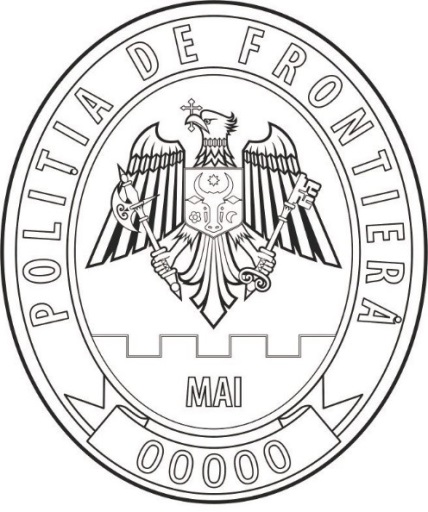 POLIȚIA DE FRONTIERĂ
MAI
00000